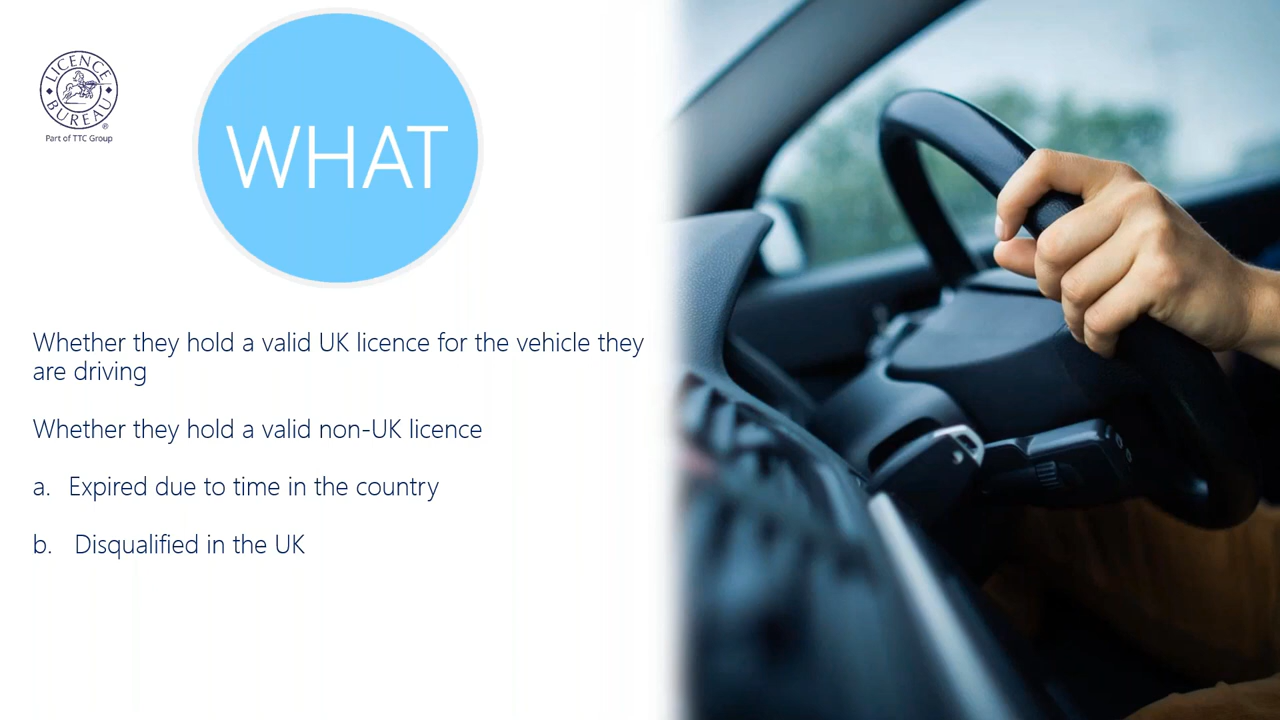 LICENCE
BUREAU
®
Part of TTC Group
WHAT
Whether they hold a valid UK licence for the vehicle they
are driving
Whether they hold a valid non-UK licence
a. Expired due to time in the country
b. Disqualified in the UK